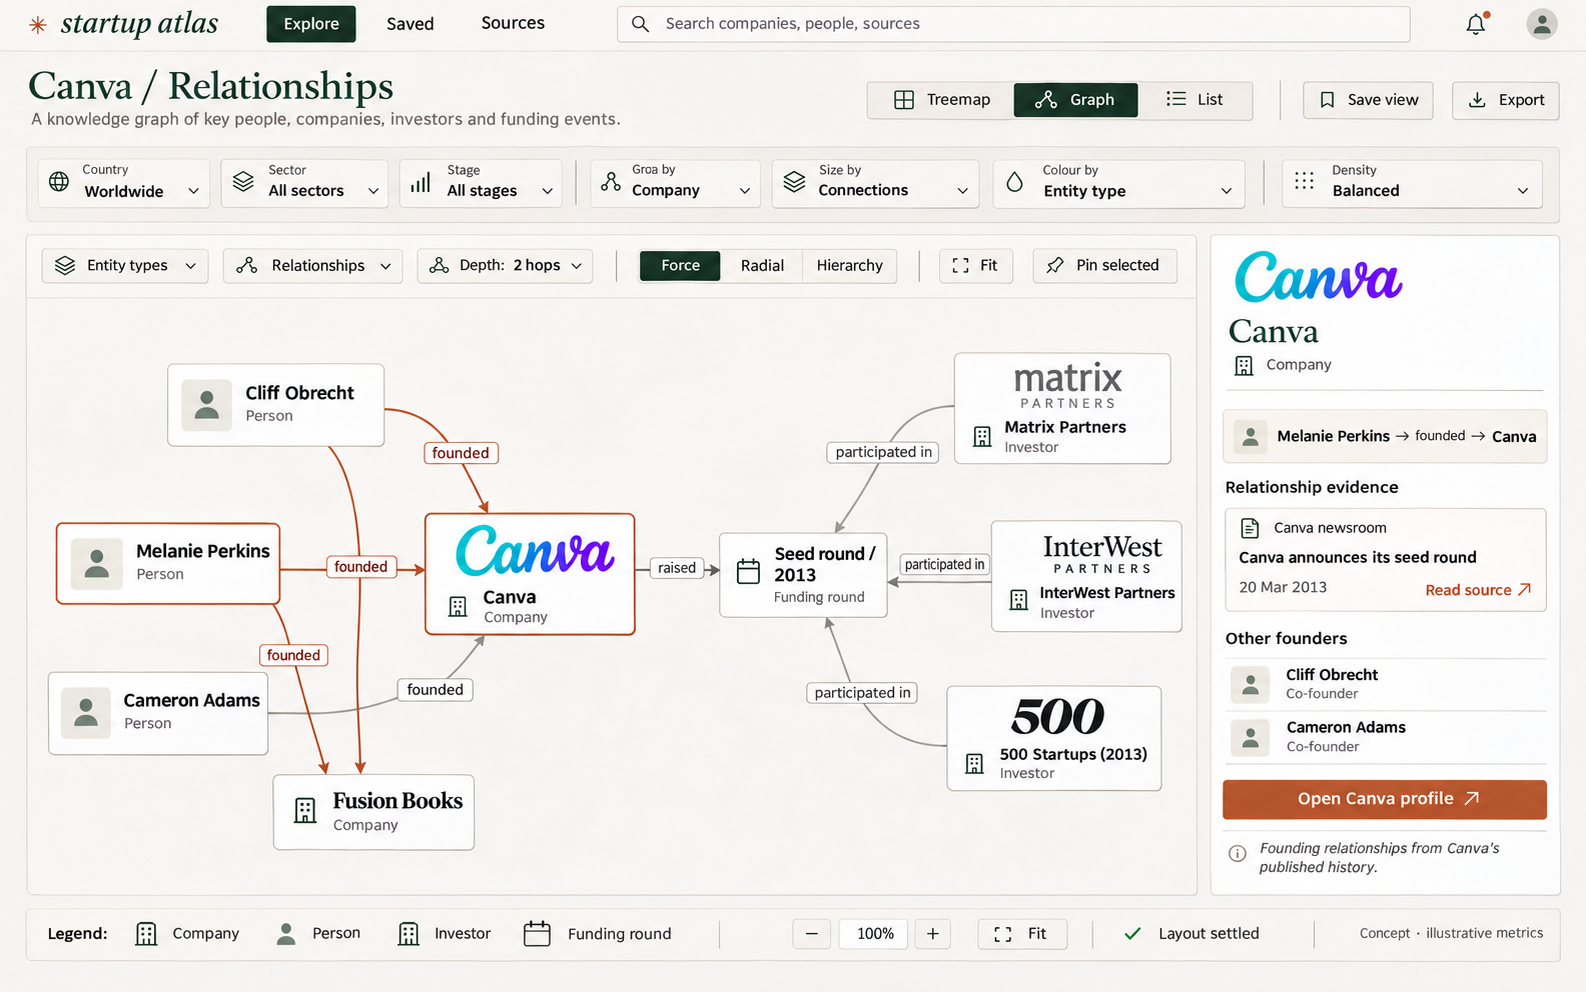 startup atlas
Explore
Saved
Sources
Search companies, people, sources
Canva / Relationships
A knowledge graph of key people, companies, investors and funding events.
Treemap
Graph
List
Save view
Export
Country
Worldwide
Sector
All sectors
Stage
All stages
Groa by
Company
Size by
Connections
Colour by
Entity type
Density
Balanced
Entity types
Relationships
Depth: 2 hops
Force
Radial
Hierarchy
Fit
Pin selected
Cliff Obrecht
Person
founded
Melanie Perkins
Person
founded
Canva
Canva
Company
founded
Cameron Adams
Person
founded
Fusion Books
Company
raised
Seed round /
2013
Funding round
matrix
PARTNERS
Matrix Partners
Investor
participated in
InterWest
PARTNERS
InterWest Partners
Investor
participated in
500
500 Startups (2013)
Investor
participated in
Canva
Canva
Company
Melanie Perkins → founded → Canva
Relationship evidence
Canva newsroom
Canva announces its seed round
20 Mar 2013
Read source
Other founders
Cliff Obrecht
Co-founder
Cameron Adams
Co-founder
Open Canva profile
Founding relationships from Canva's
published history.
Legend:
Company
Person
Investor
Funding round
− 100% +
Fit
Layout settled
Concept · illustrative metrics